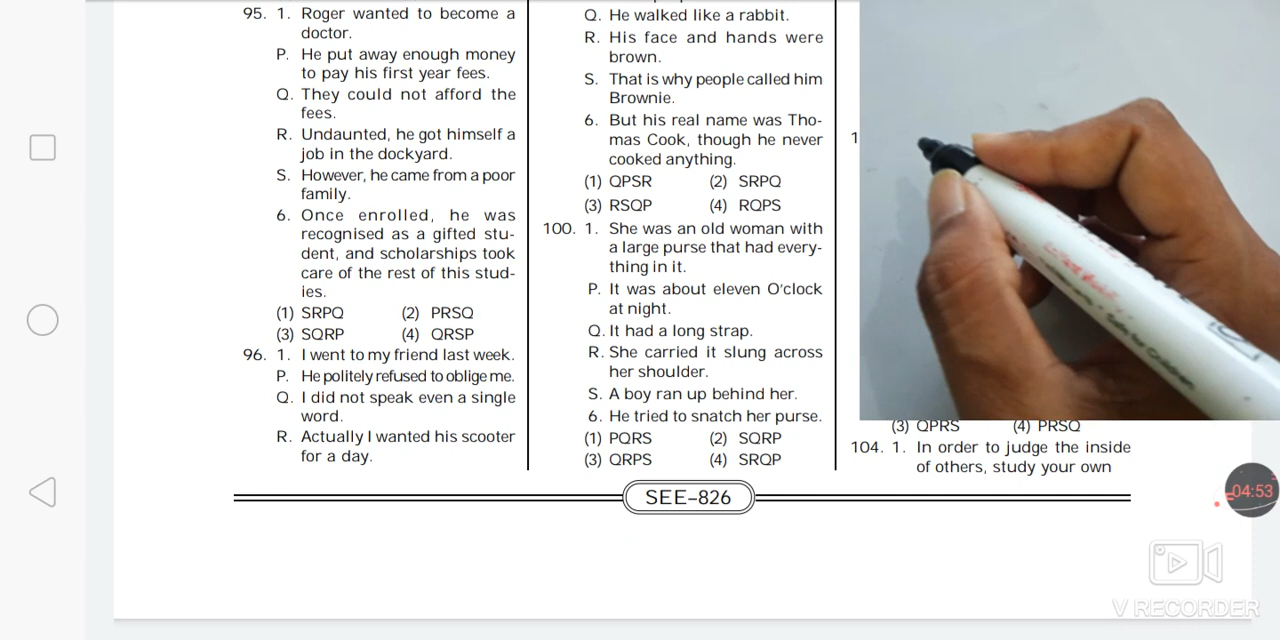 95. 1. Roger wanted to become a
doctor.
P. He put away enough money
to pay his first year fees.
Q. They could not afford the
fees.
R. Undaunted, he got himself a
job in the dockyard.
S. However, he came from a poor
family.
6. Once enrolled, he was
recognised as a gifted stu-
dent, and scholarships took
care of the rest of this stud-
ies.
(1) SRPQ (2) PRSQ
(3) SQRP (4) QRSP
96. 1. I went to my friend last week.
P. He politely refused to oblige me.
Q. I did not speak even a single
word.
R. Actually I wanted his scooter
for a day.
Q. He walked like a rabbit.
R. His face and hands were
brown.
S. That is why people called him
Brownie.
6. But his real name was Tho-
mas Cook, though he never
cooked anything.
(1) QPSR (2) SRPQ
(3) RSQP (4) RQPS
100. 1. She was an old woman with
a large purse that had every-
thing in it.
P. It was about eleven O'clock
at night.
Q. It had a long strap.
R. She carried it slung across
her shoulder.
S. A boy ran up behind her.
6. He tried to snatch her purse.
(1) PQRS (2) SQRP
(3) QRPS (4) SRQP
1
(3) QPRS (4) PRSQ
104. 1. In order to judge the inside
of others, study your own
SEE–826
04:53
V RECORDER